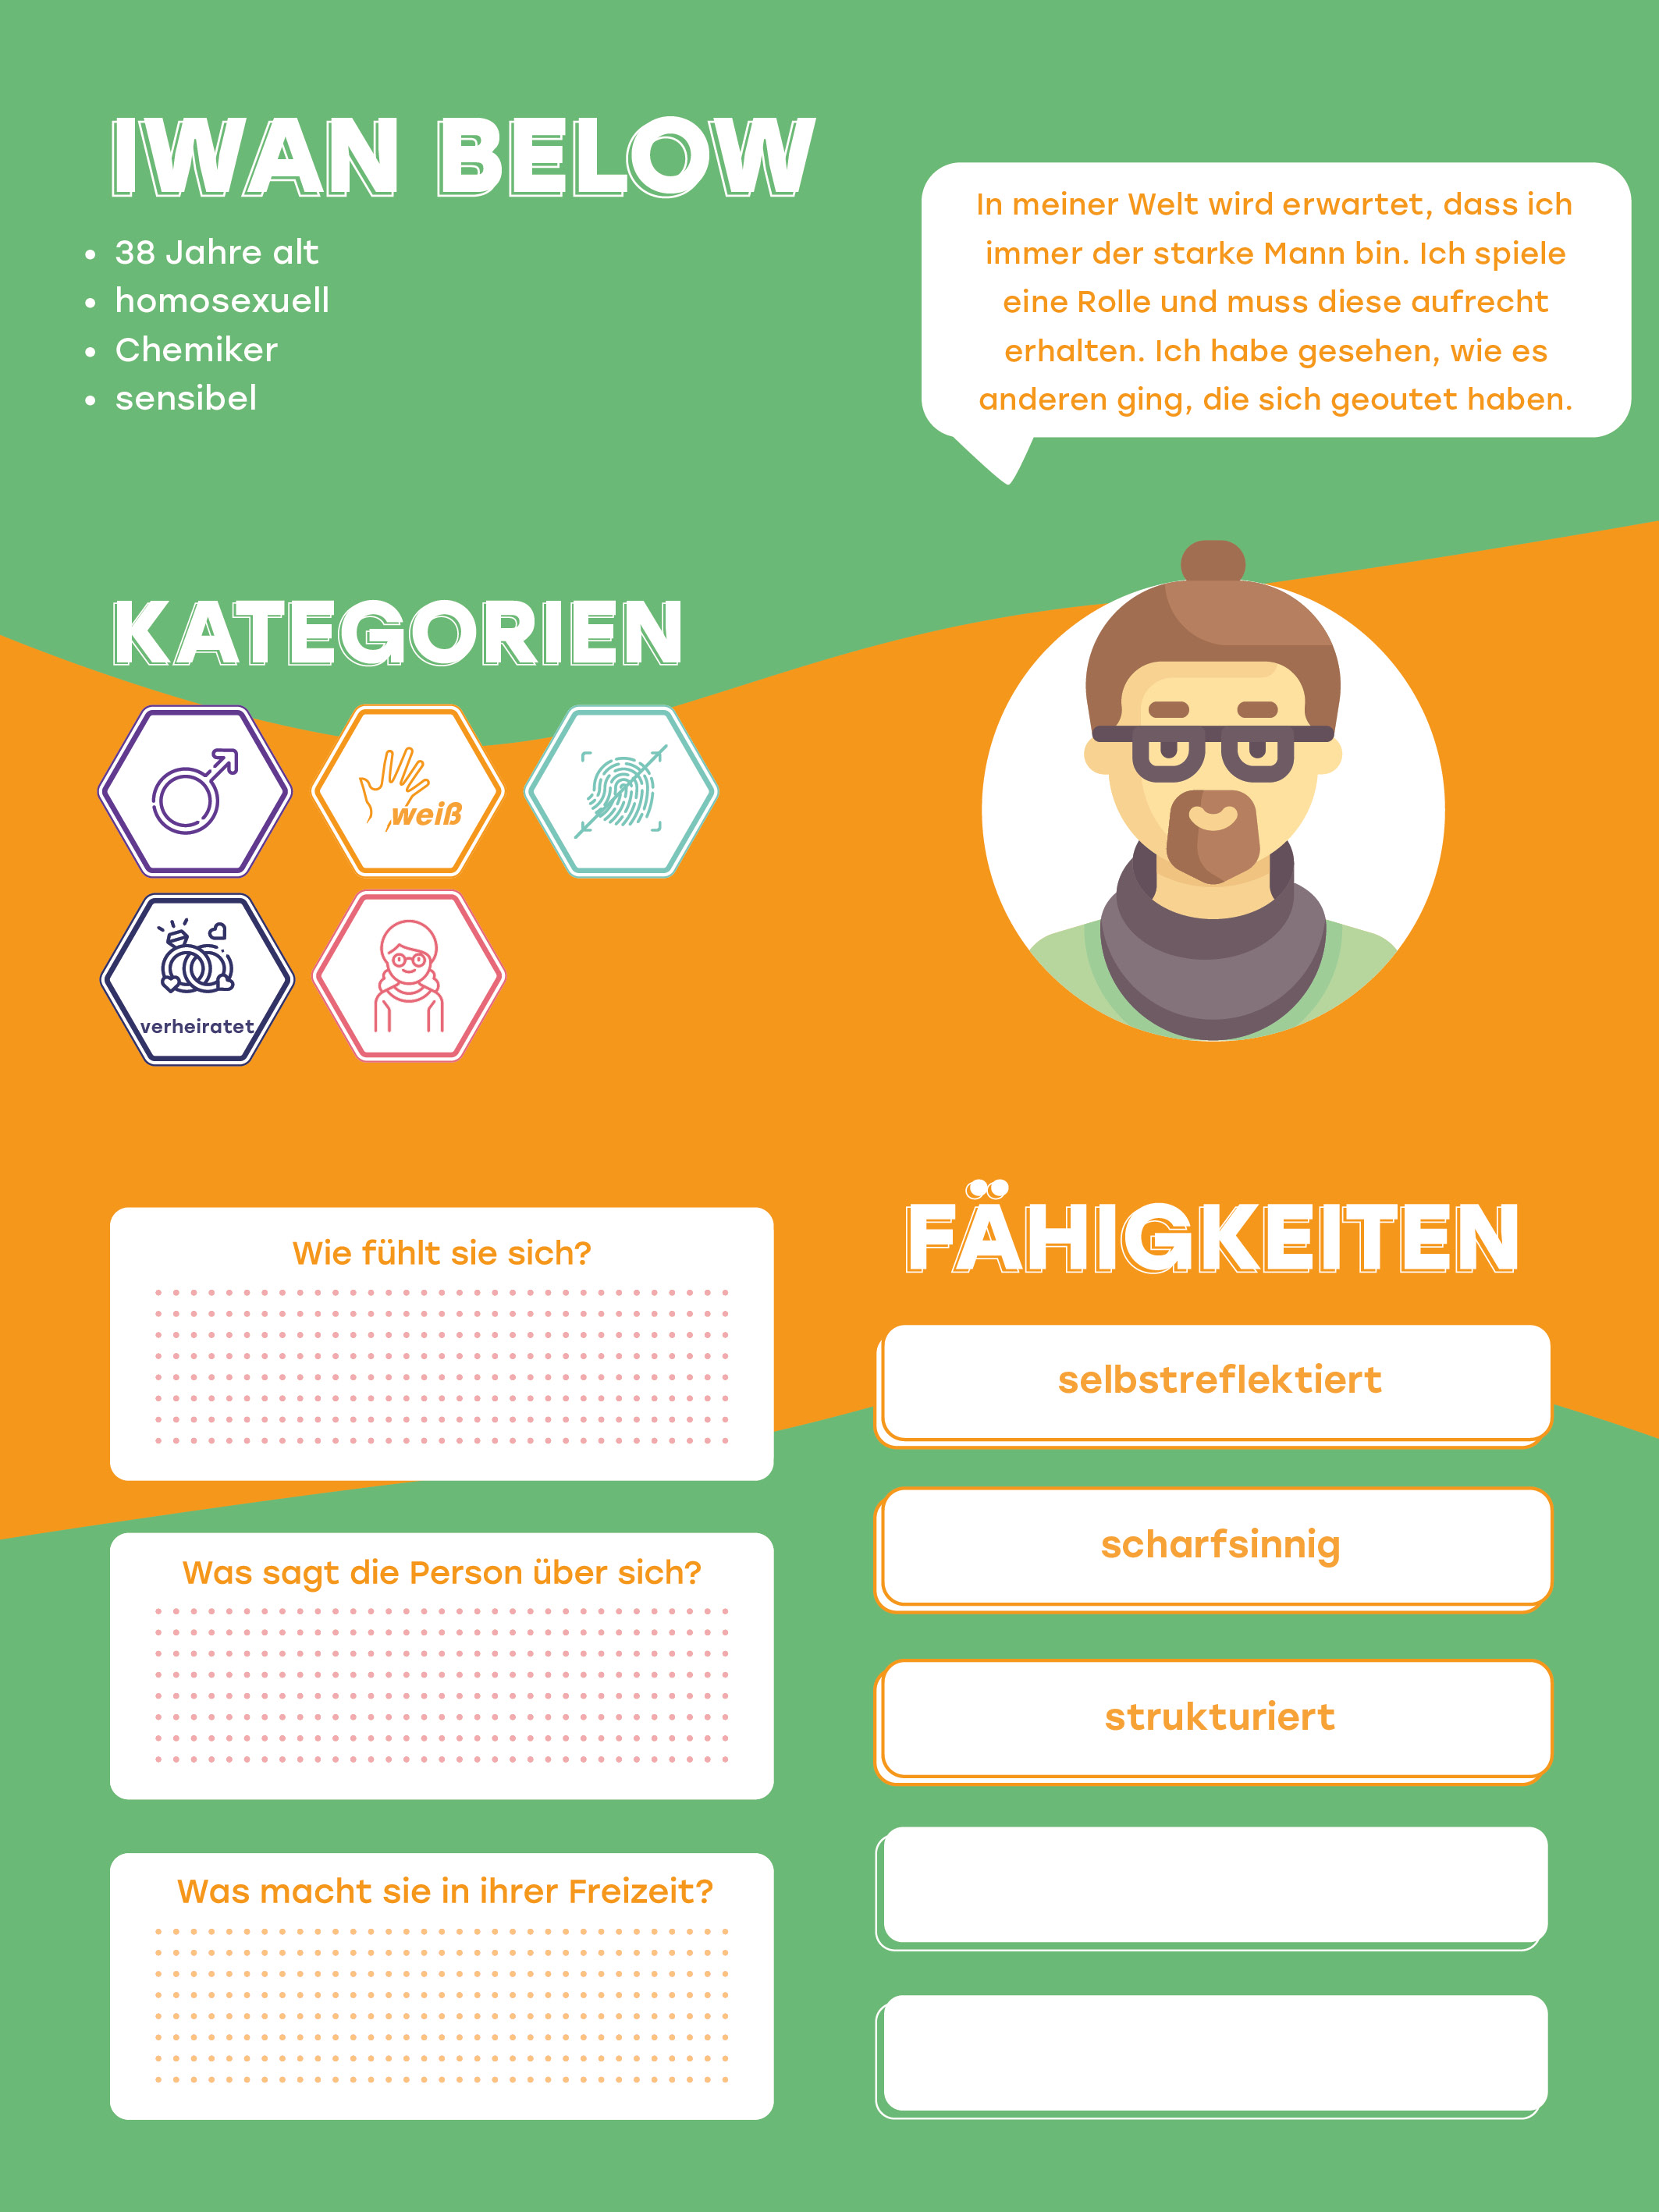 IWAN BELOW
38 Jahre alt
homosexuell
Chemiker
sensibel
In meiner Welt wird erwartet, dass ich
immer der starke Mann bin. Ich spiele
eine Rolle und muss diese aufrecht
erhalten. Ich habe gesehen, wie es
anderen ging, die sich geoutet haben.
KATEGORIEN
weiß
verheiratet
Wie fühlt sie sich?
Was sagt die Person über sich?
Was macht sie in ihrer Freizeit?
FÄHIGKEITEN
selbstreflektiert
scharfsinnig
strukturiert